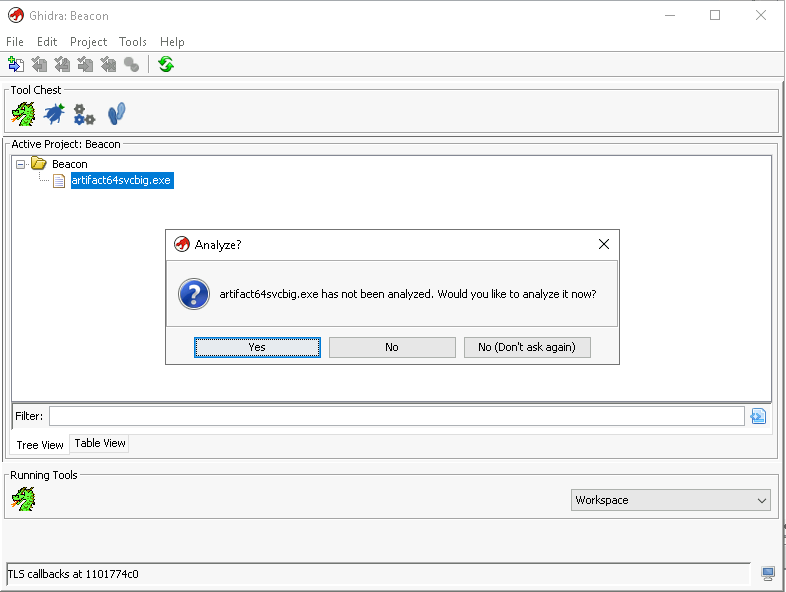 Ghidra: Beacon
File Edit Project Tools Help
Tool Chest
Active Project: Beacon
Beacon
artifact64svcbig.exe
Analyze?
artifact64svcbig.exe has not been analyzed. Would you like to analyze it now?
Yes No No (Don't ask again)
Filter:
Tree View Table View
Running Tools
Workspace
TLS callbacks at 1101774c0